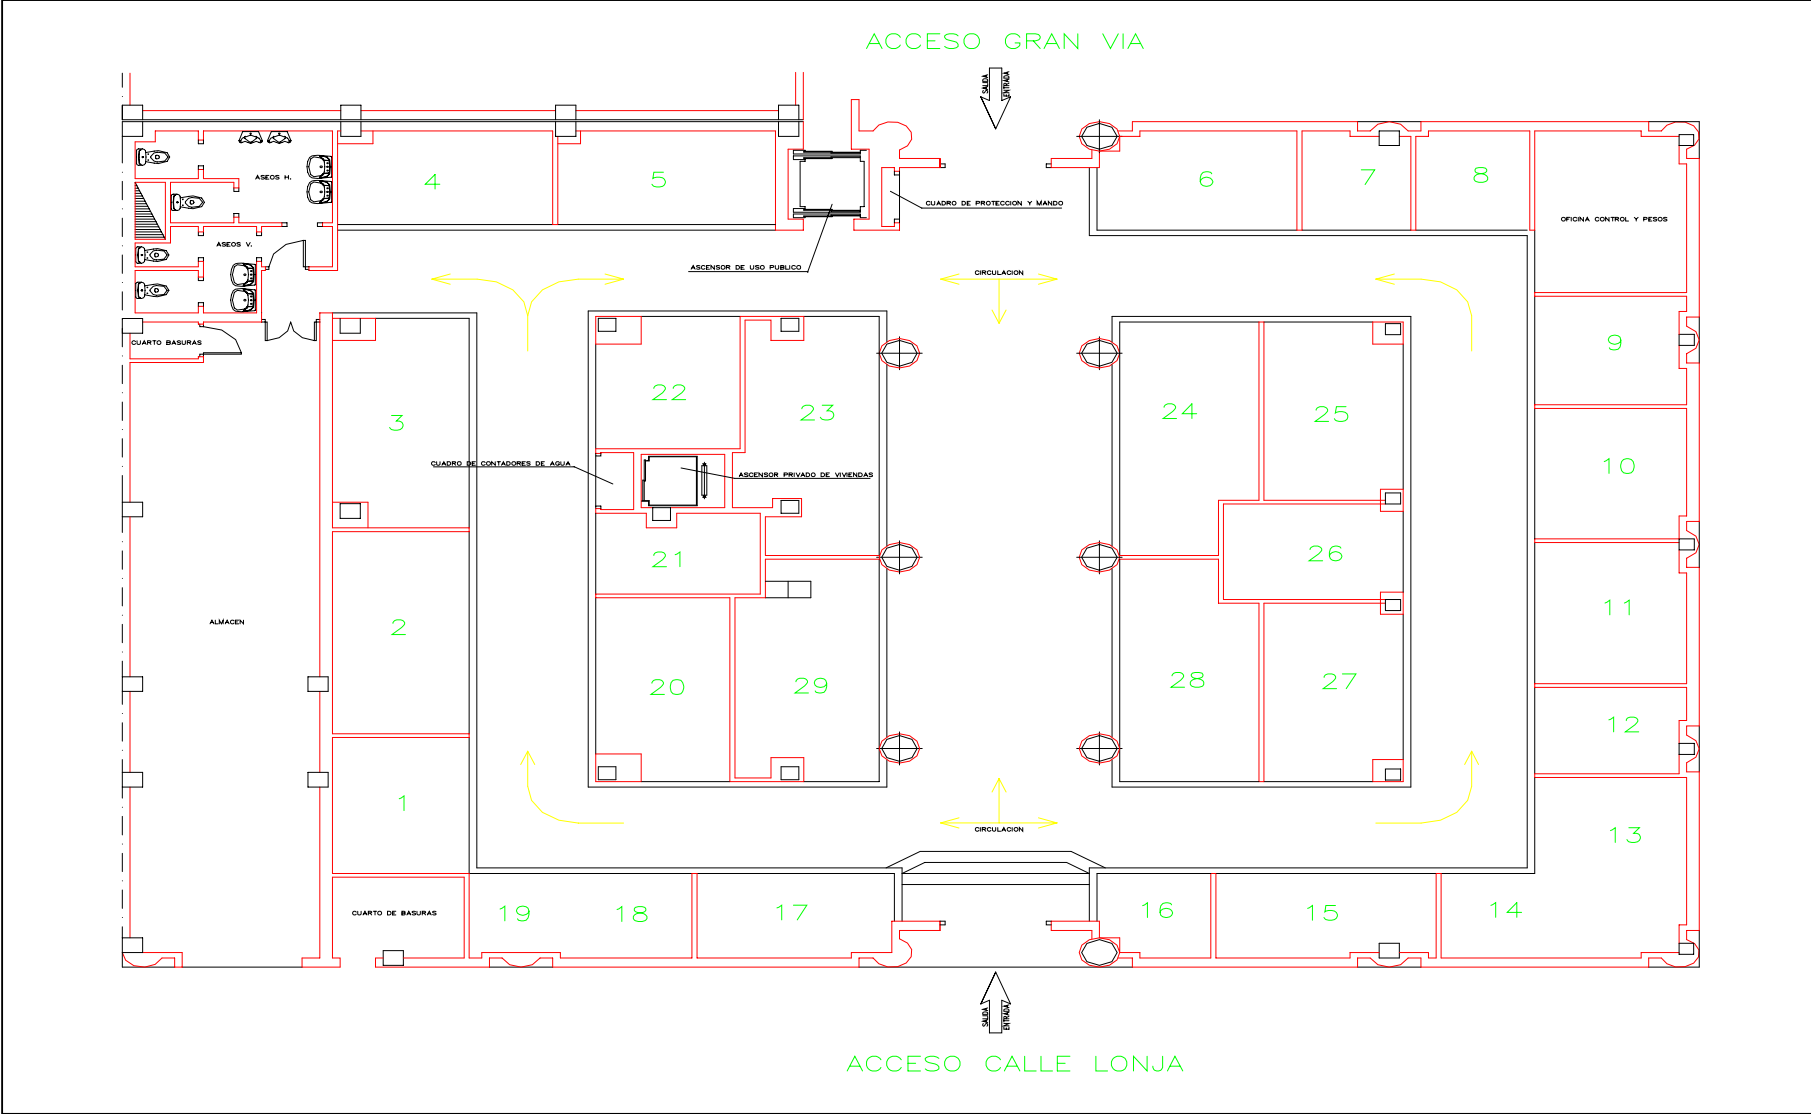 ACCESO GRAN VIA
SALIDA
ENTRADA
ASEOS H.
4
5
6
7
8
CUADRO DE PROTECCION Y MANDO
OFICINA CONTROL Y PESOS
ASEOS V.
ASCENSOR DE USO PUBLICO
CIRCULACION
CUARTO BASURAS
3
22
23
24
25
9
CUADRO DE CONTADORES DE AGUA
ASCENSOR PRIVADO DE VIVIENDAS
10
21
26
ALMACEN
2
11
20
29
28
27
12
1
CIRCULACION
13
CUARTO DE BASURAS
19
18
17
16
15
14
SALIDA
ENTRADA
ACCESO CALLE LONJA